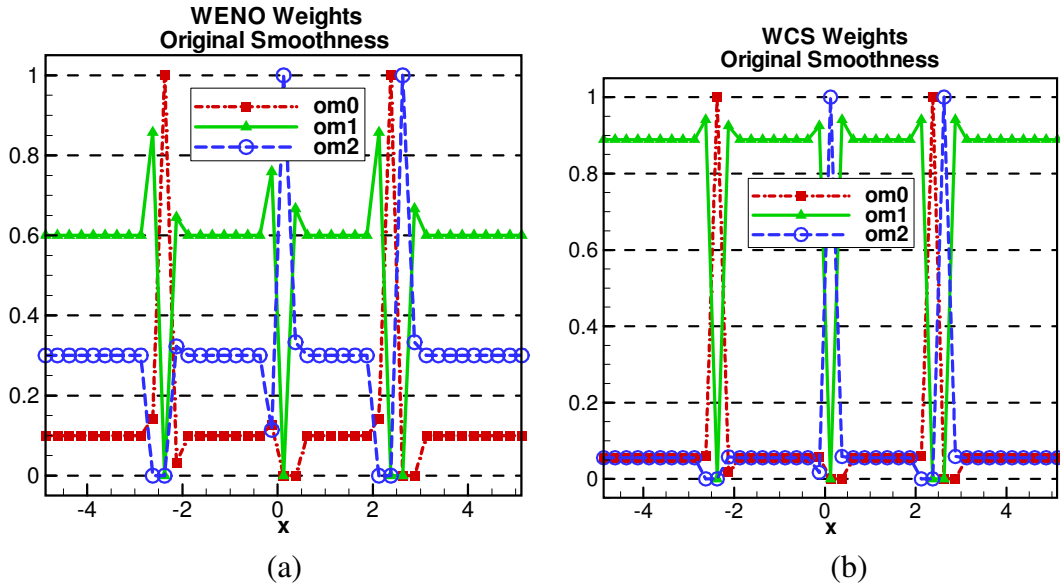 WENO Weights
Original Smoothness
1
0.8
0.6
0.4
0.2
0
-4
-2
0
2
4
x
om0
om1
om2
(a)
WCS Weights
Original Smoothness
1
0.8
0.6
0.4
0.2
0
-4
-2
0
2
4
x
om0
om1
om2
(b)